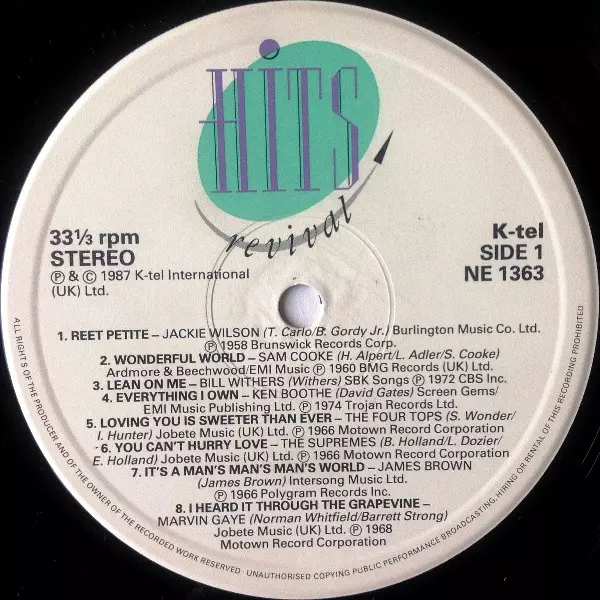 HITS
revival
33⅓ rpm
STEREO
Ⓟ & © 1987 K-tel International
(UK) Ltd.
K-tel
SIDE 1
NE 1363
1. REET PETITE – JACKIE WILSON (T. Carlo/B. Gordy Jr.) Burlington Music Co. Ltd.
Ⓟ 1958 Brunswick Records Corp.
2. WONDERFUL WORLD – SAM COOKE (H. Alpert/L. Adler/S. Cooke)
Ardmore & Beechwood/EMI Music Ⓟ 1960 BMG Records (UK) Ltd.
3. LEAN ON ME – BILL WITHERS (Withers) SBK Songs Ⓟ 1972 CBS Inc.
4. EVERYTHING I OWN – KEN BOOTHE (David Gates) Screen Gems/
EMI Music Publishing Ltd. Ⓟ 1974 Trojan Records Ltd.
5. LOVING YOU IS SWEETER THAN EVER – THE FOUR TOPS (S. Wonder/
I. Hunter) Jobete Music (UK) Ltd. Ⓟ 1966 Motown Record Corporation
6. YOU CAN'T HURRY LOVE – THE SUPREMES (B. Holland/L. Dozier/
E. Holland) Jobete Music (UK) Ltd. Ⓟ 1966 Motown Record Corporation
7. IT'S A MAN'S MAN'S MAN'S WORLD – JAMES BROWN
(James Brown) Intersong Music Ltd.
Ⓟ 1966 Polygram Records Inc.
8. I HEARD IT THROUGH THE GRAPEVINE –
MARVIN GAYE (Norman Whitfield/Barrett Strong)
Jobete Music (UK) Ltd. Ⓟ 1968
Motown Record Corporation
ALL RIGHTS OF THE PRODUCER AND OF THE OWNER OF THE RECORDED WORK RESERVED · UNAUTHORISED COPYING PUBLIC PERFORMANCE BROADCASTING, HIRING OR RENTAL OF THIS RECORDING PROHIBITED